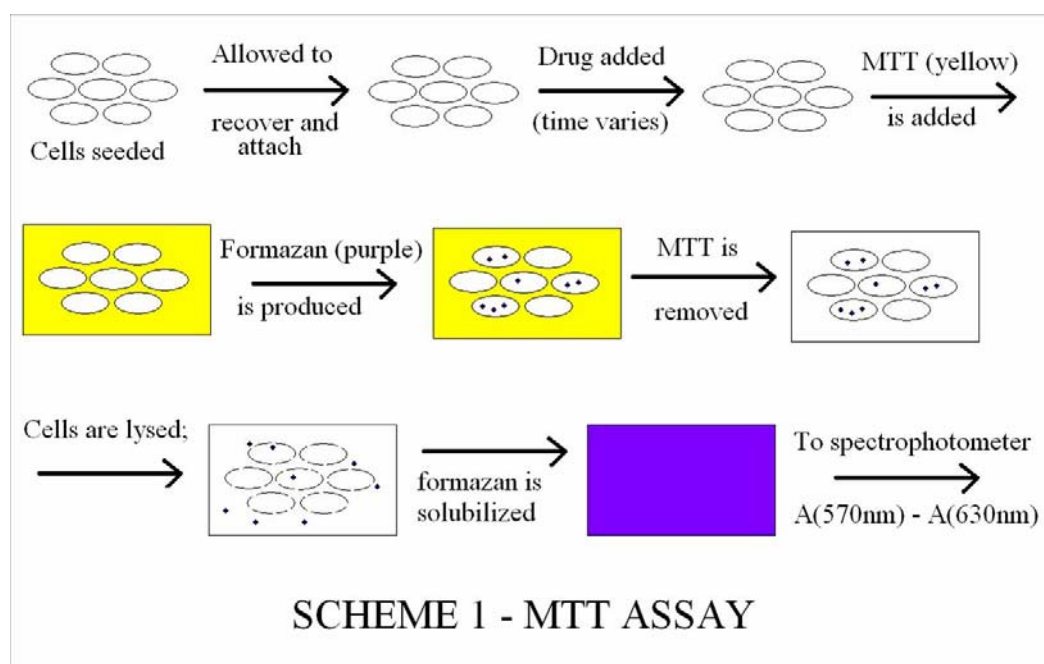 Allowed to
recover and
attach
Cells seeded
Drug added
(time varies)
MTT (yellow)
is added
Formazan (purple)
is produced
MTT is
removed
Cells are lysed;
formazan is
solubilized
To spectrophotometer
A(570nm) - A(630nm)
SCHEME 1 - MTT ASSAY